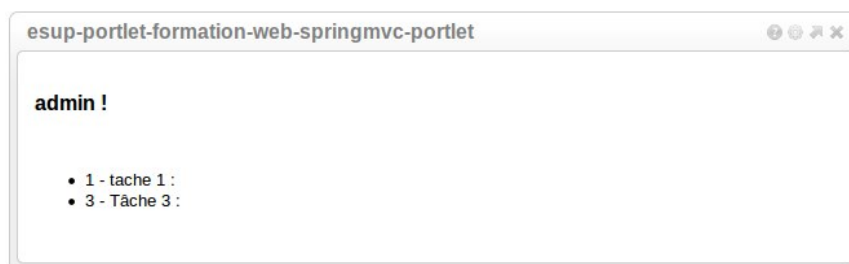 esup-portlet-formation-web-springmvc-portlet
admin !
1 - tache 1 :
3 - Tâche 3 :